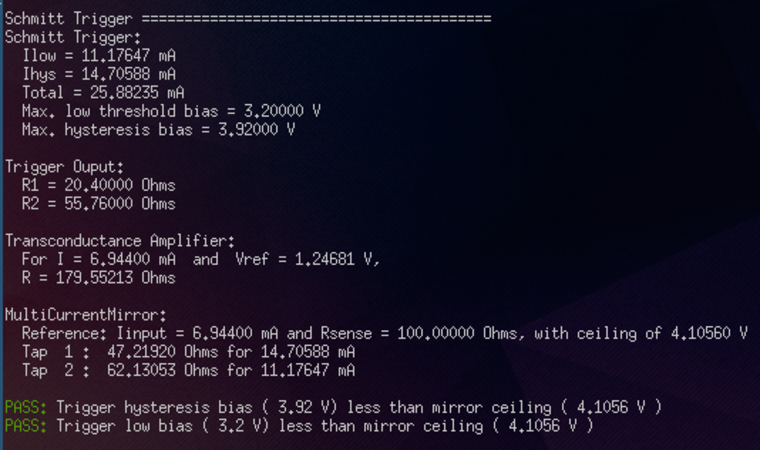 Schmitt Trigger =========================================
Schmitt Trigger:
  Ilow = 11.17647 mA
  Ihys = 14.70588 mA
  Total = 25.88235 mA
  Max. low threshold bias = 3.20000 V
  Max. hysteresis bias = 3.92000 V

Trigger Ouput:
  R1 = 20.40000 Ohms
  R2 = 55.76000 Ohms

Transconductance Amplifier:
  For I = 6.94400 mA  and  Vref = 1.24681 V,
  R = 179.55213 Ohms

MultiCurrentMirror:
  Reference: Iinput = 6.94400 mA and Rsense = 100.00000 Ohms, with ceiling of 4.10560 V
  Tap  1 :  47.21920 Ohms for 14.70588 mA
  Tap  2 :  62.13053 Ohms for 11.17647 mA

PASS: Trigger hysteresis bias ( 3.92 V) less than mirror ceiling ( 4.1056 V )
PASS: Trigger low bias ( 3.2 V) less than mirror ceiling ( 4.1056 V )